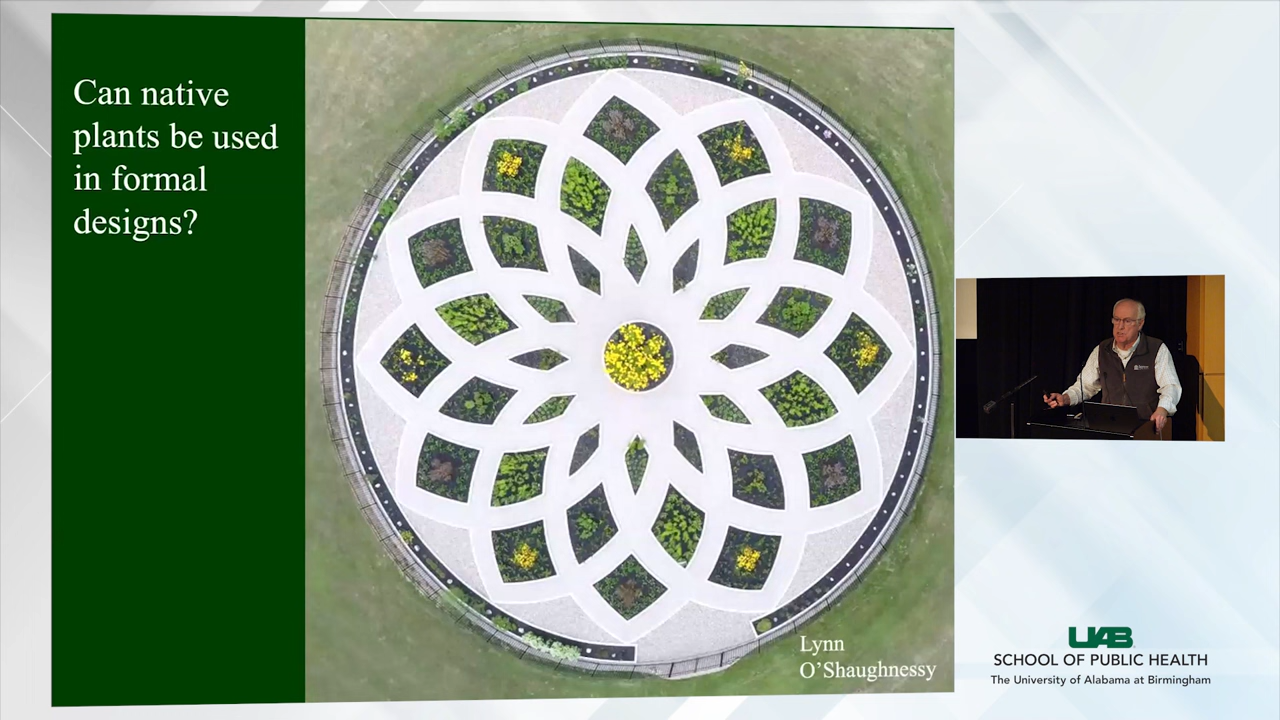 Can native
plants be used
in formal
designs?
Lynn
O'Shaughnessy
UAB
SCHOOL OF PUBLIC HEALTH
The University of Alabama at Birmingham